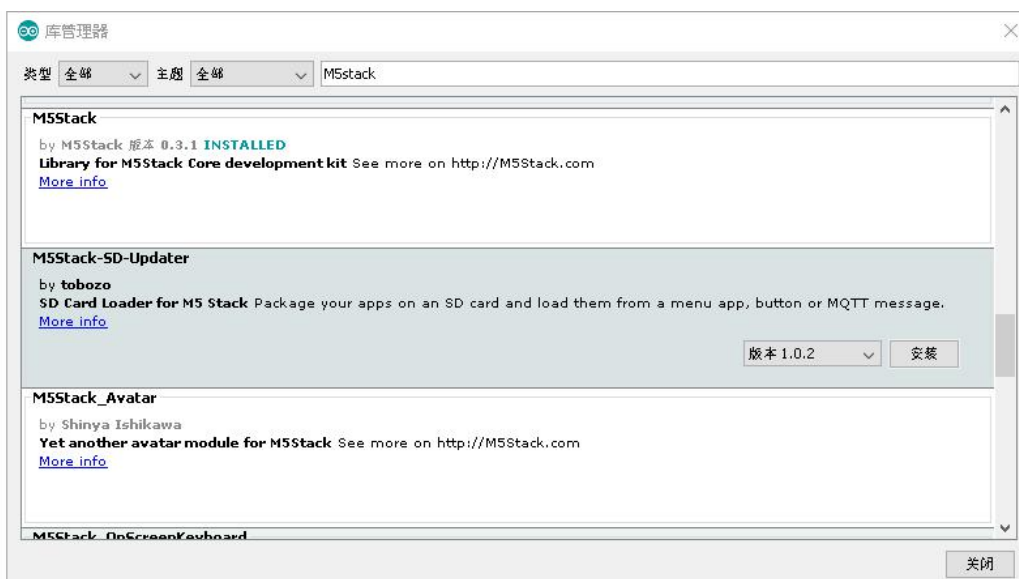 库管理器
类型 全部 主题 全部 M5stack
M5Stack
by M5Stack 版本 0.3.1 INSTALLED
Library for M5Stack Core development kit See more on http://M5Stack.com
More info
M5Stack-SD-Updater
by tobozo
SD Card Loader for M5 Stack Package your apps on an SD card and load them from a menu app, button or MQTT message.
More info
版本 1.0.2 安装
M5Stack_Avatar
by Shinya Ishikawa
Yet another avatar module for M5Stack See more on http://M5Stack.com
More info
M5Stack_OnScreenKeyboard
关闭